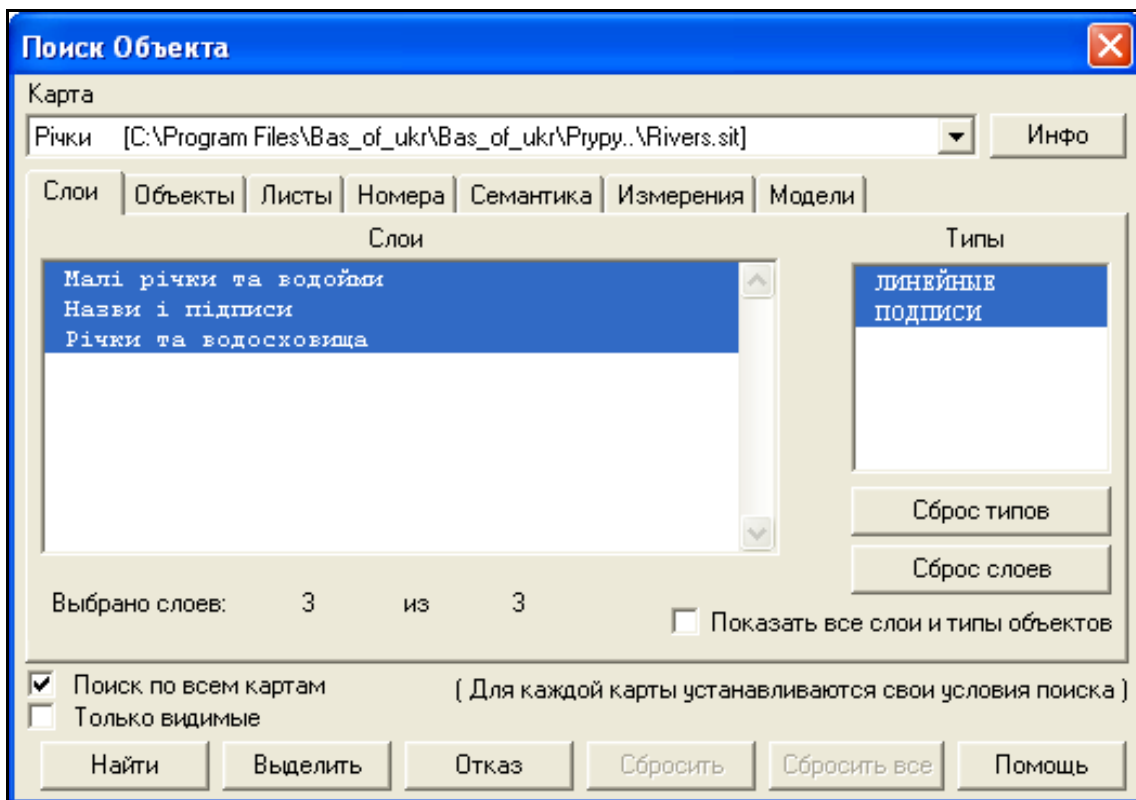 Поиск Объекта
Карта
Річки [C:\Program Files\Bas_of_ukr\Bas_of_ukr\Prypy..\Rivers.sit]
Инфо
Слои Объекты Листы Номера Семантика Измерения Модели
Слои
Типы
Малі річки та водойми
Назви і підписи
Річки та водосховища
ЛИНЕЙНЫЕ
ПОДПИСИ
Сброс типов
Сброс слоев
Выбрано слоев: 3 из 3
Показать все слои и типы объектов
Поиск по всем картам
( Для каждой карты устанавливаются свои условия поиска )
Только видимые
Найти Выделить Отказ Сбросить Сбросить все Помощь